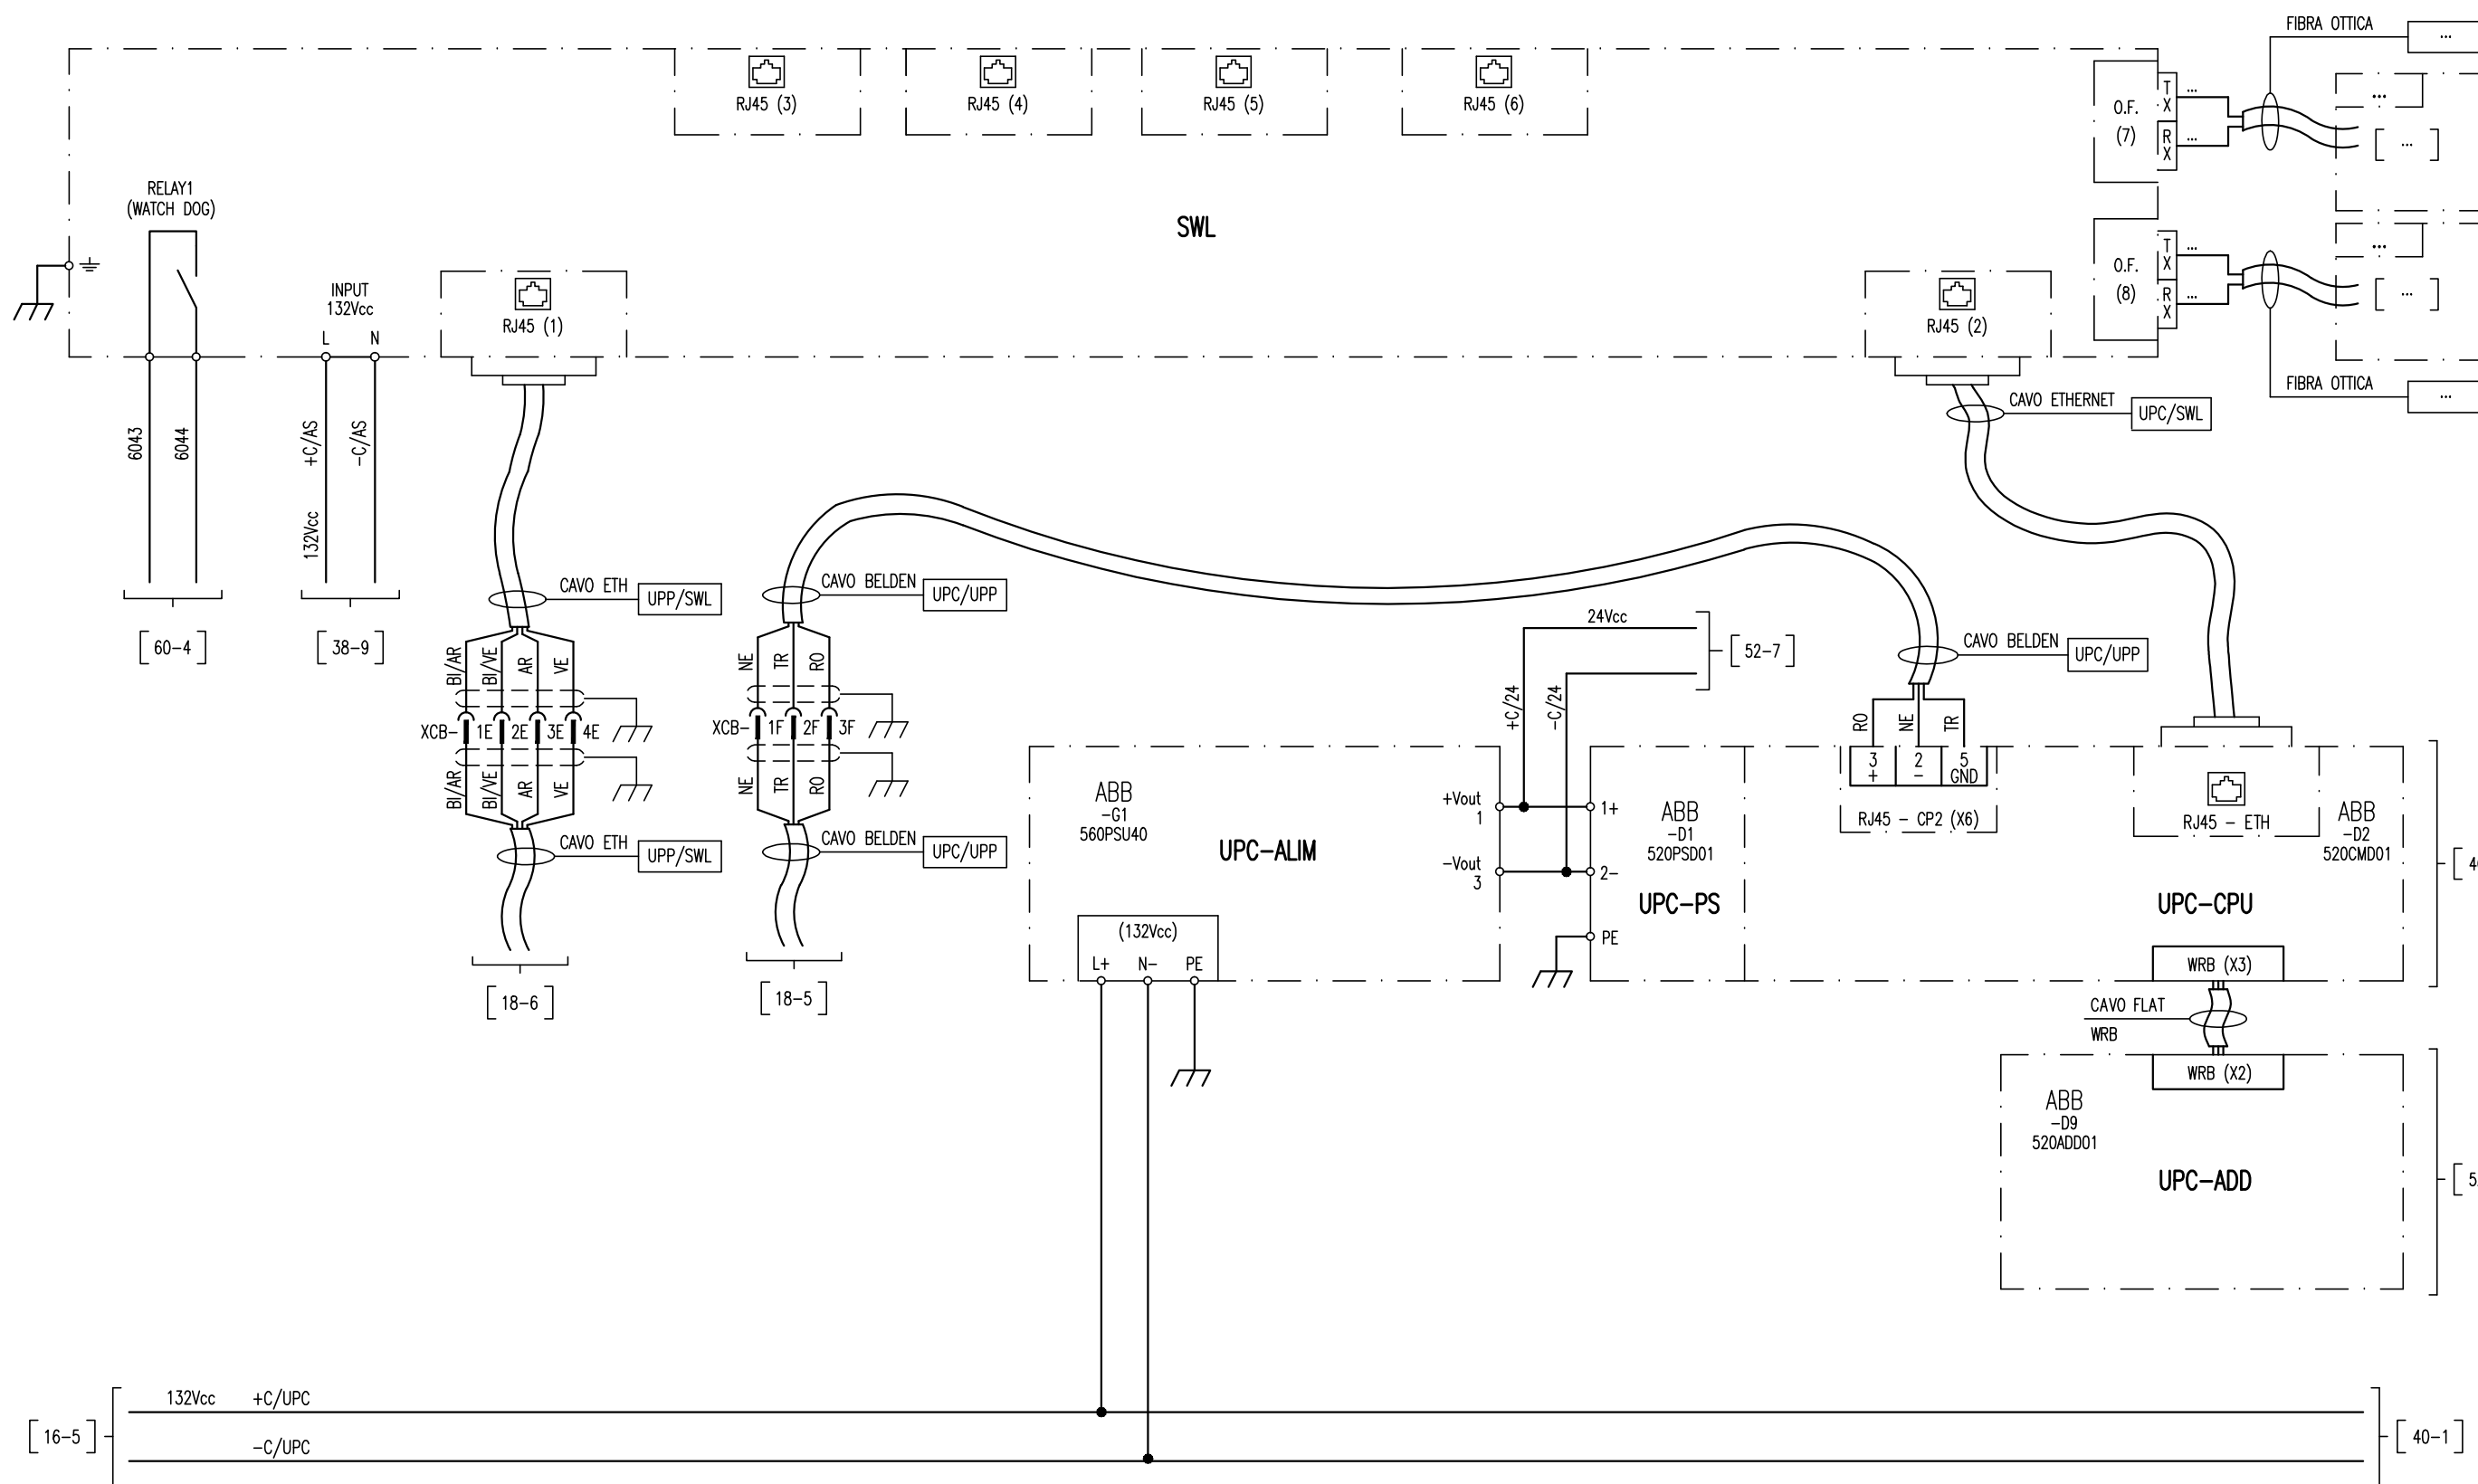 FIBRA OTTICA
...
RJ45 (3)
RJ45 (4)
RJ45 (5)
RJ45 (6)
O.F.
(7)
TX
RX
...
...
...
...
RELAY1
(WATCH DOG)
SWL
INPUT
132Vcc
L
N
RJ45 (1)
RJ45 (2)
O.F.
(8)
TX
RX
...
...
...
...
FIBRA OTTICA
...
CAVO ETHERNET
UPC/SWL
6043
6044
+C/AS
-C/AS
132Vcc
60-4
38-9
CAVO ETH
UPP/SWL
CAVO BELDEN
UPC/UPP
BI/AR
BI/VE
AR
VE
NE
TR
RO
XCB-
1E
2E
3E
4E
XCB-
1F
2F
3F
BI/AR
BI/VE
AR
VE
NE
TR
RO
CAVO ETH
UPP/SWL
CAVO BELDEN
UPC/UPP
18-6
18-5
24Vcc
52-7
+C/24
-C/24
CAVO BELDEN
UPC/UPP
RO
NE
TR
3
+
2
-
5
GND
RJ45 - CP2 (X6)
RJ45 - ETH
ABB
-G1
560PSU40
UPC-ALIM
+Vout
1
-Vout
3
(132Vcc)
L+
N-
PE
1+
2-
PE
ABB
-D1
520PSD01
UPC-PS
ABB
-D2
520CMD01
UPC-CPU
WRB (X3)
CAVO FLAT
WRB
WRB (X2)
ABB
-D9
520ADD01
UPC-ADD
132Vcc
+C/UPC
-C/UPC
16-5
40-1